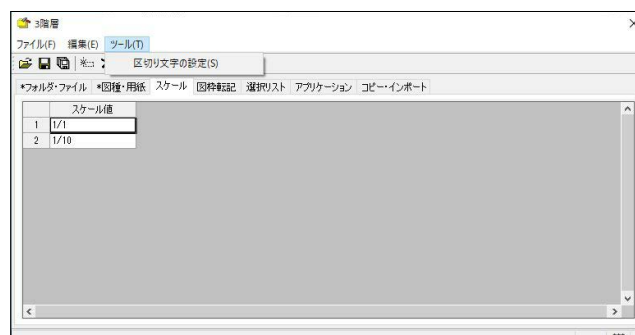 3階層
ファイル(F) 編集(E) ツール(T)
区切り文字の設定(S)
*フォルダ・ファイル *図種・用紙 スケール 図枠転記 選択リスト アプリケーション コピー・インポート
スケール値
1 1/1
2 1/10